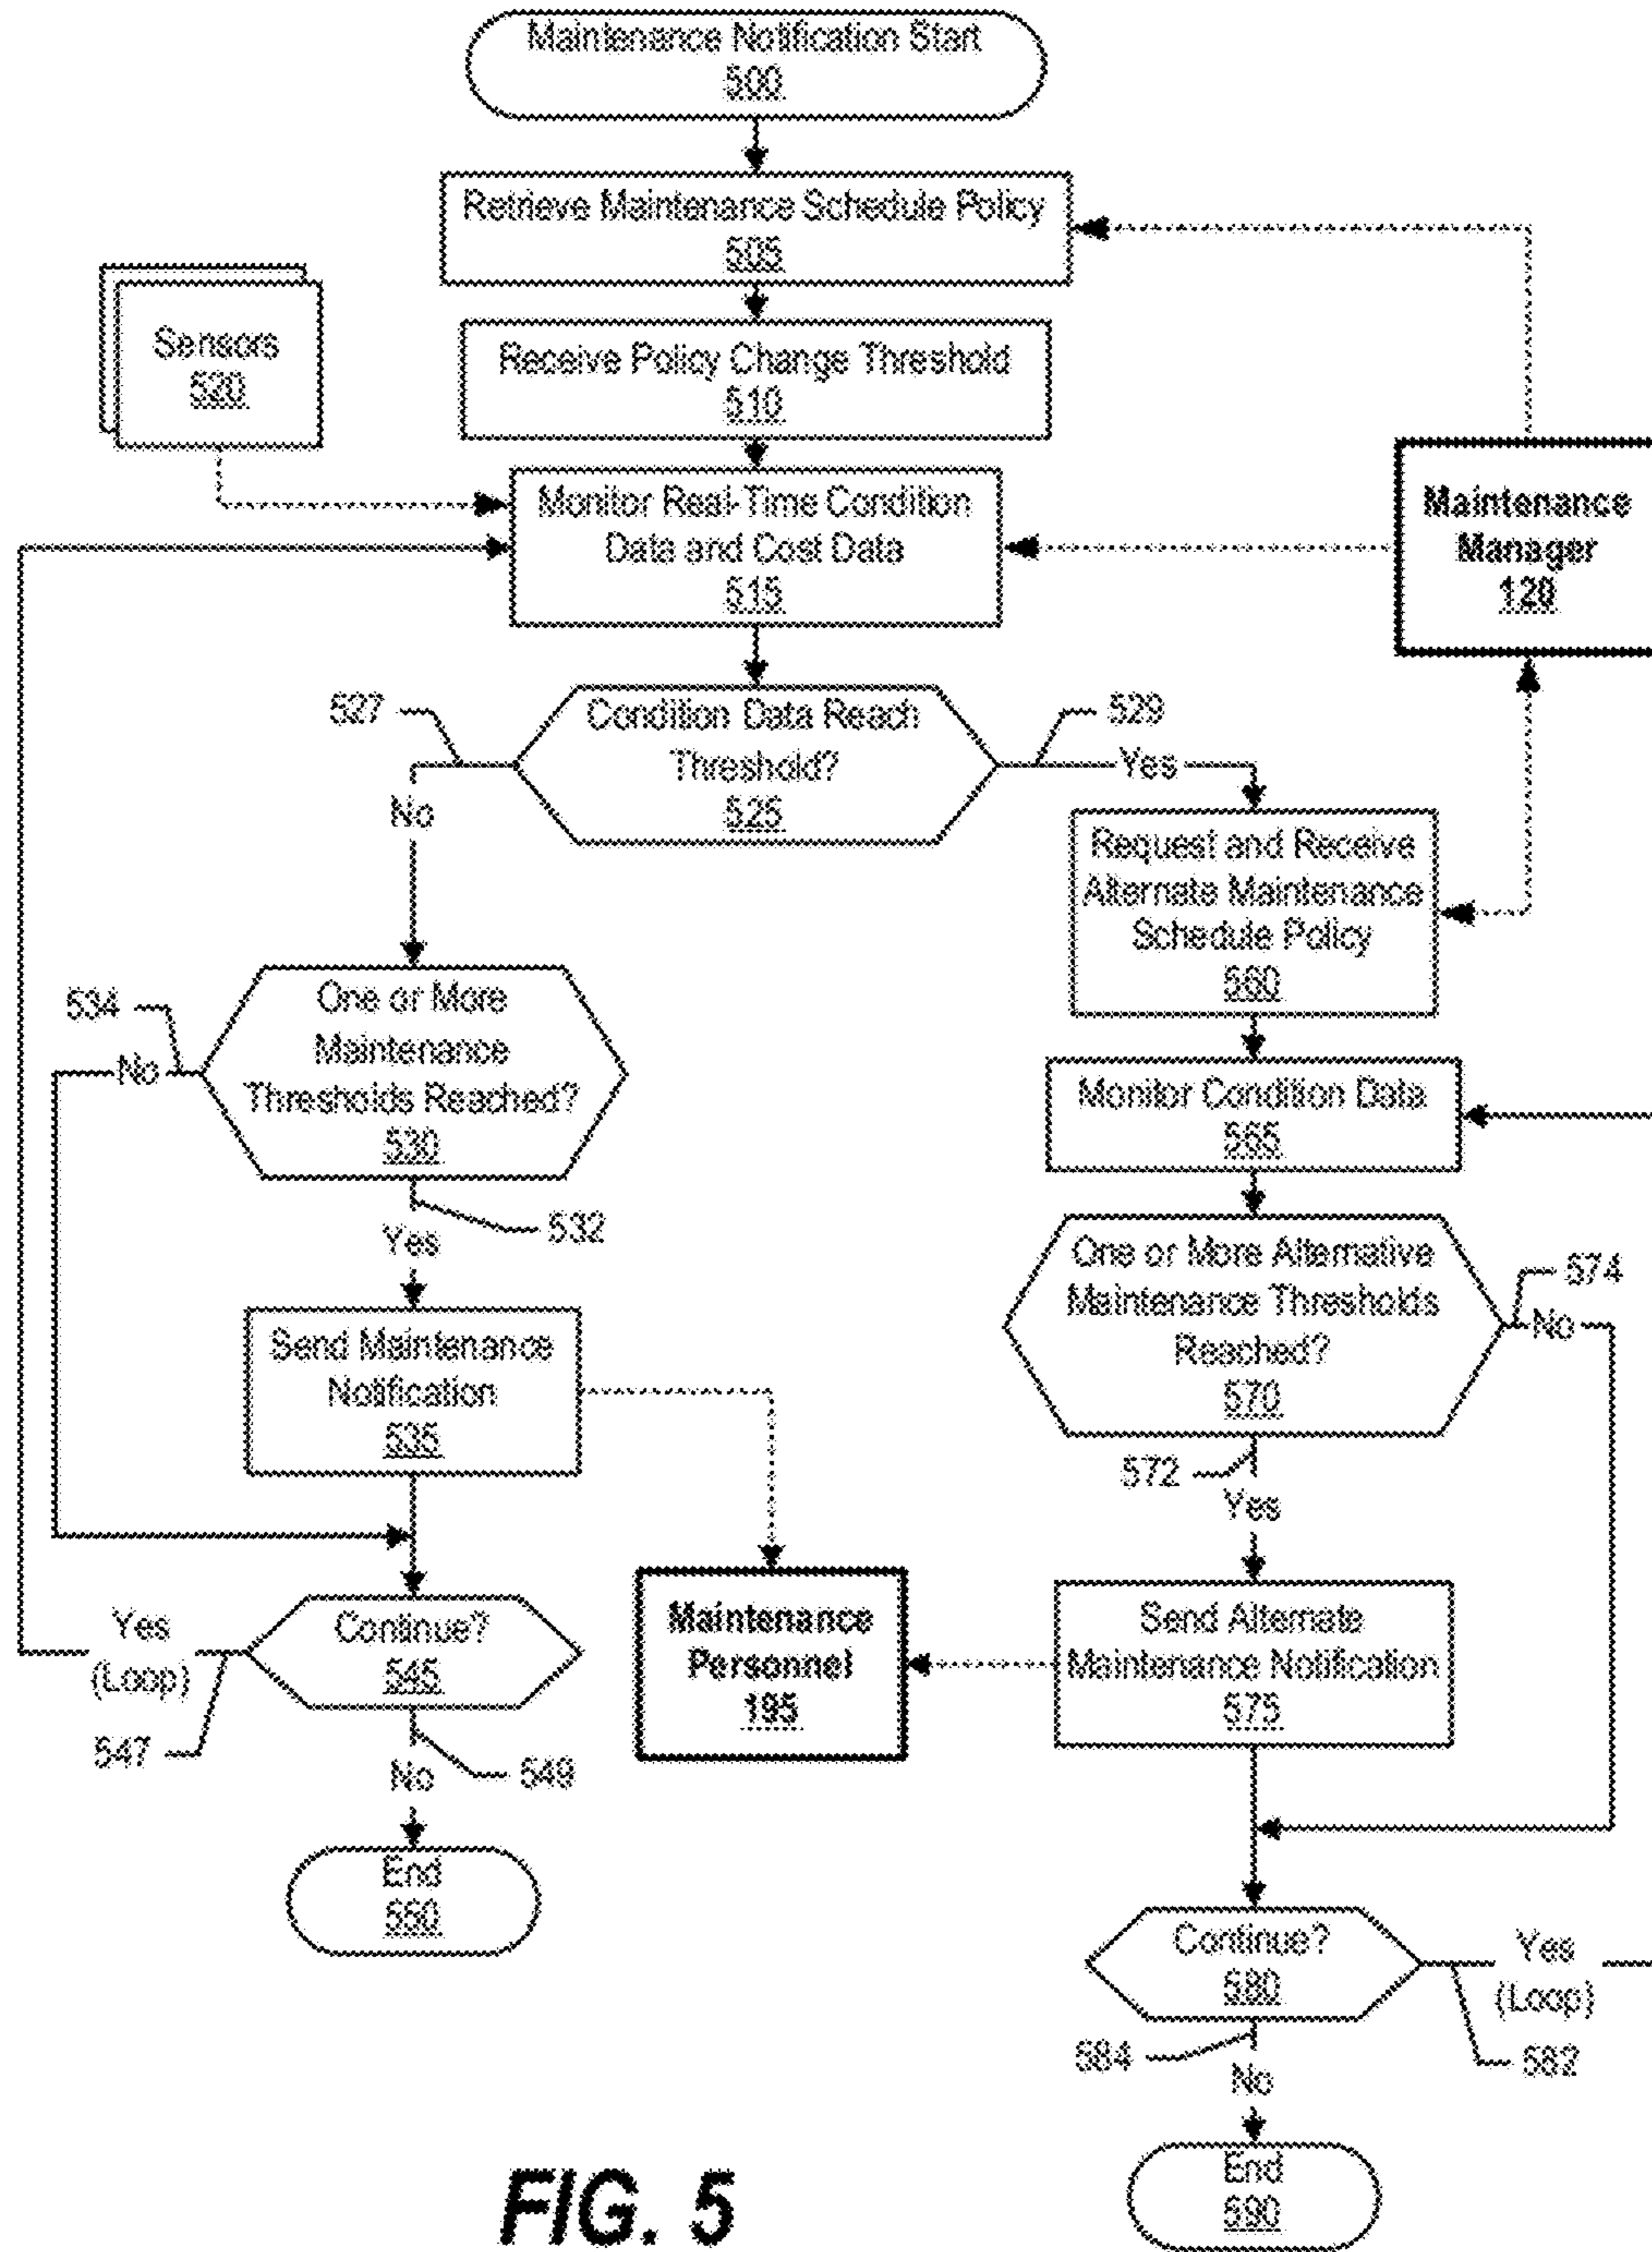 Maintenance Notification Start
500
Retrieve Maintenance Schedule Policy
505
Sensors
520
Receive Policy Change Threshold
510
Monitor Real-Time Condition
Data and Cost Data
515
Maintenance
Manager
120
527
Condition Data Reach
Threshold?
525
529
No
Yes
Request and Receive
Alternate Maintenance
Schedule Policy
560
534
No
One or More
Maintenance
Thresholds Reached?
530
532
Yes
Monitor Condition Data
565
One or More Alternative
Maintenance Thresholds
Reached?
570
574
No
572
Yes
Send Maintenance
Notification
535
Maintenance
Personnel
195
Send Alternate
Maintenance Notification
575
Yes
(Loop)
547
Continue?
545
549
No
End
550
Continue?
580
Yes
(Loop)
582
584
No
End
590
FIG. 5